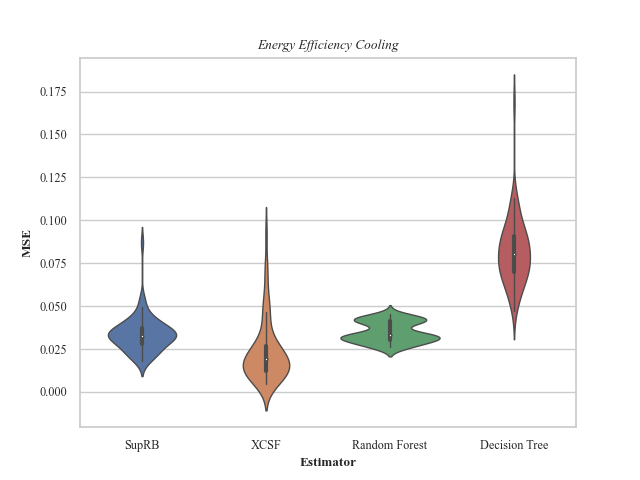 Energy Efficiency Cooling
0.175
0.150
0.125
0.100
0.075
0.050
0.025
0.000
MSE
SupRB XCSF Random Forest Decision Tree
Estimator